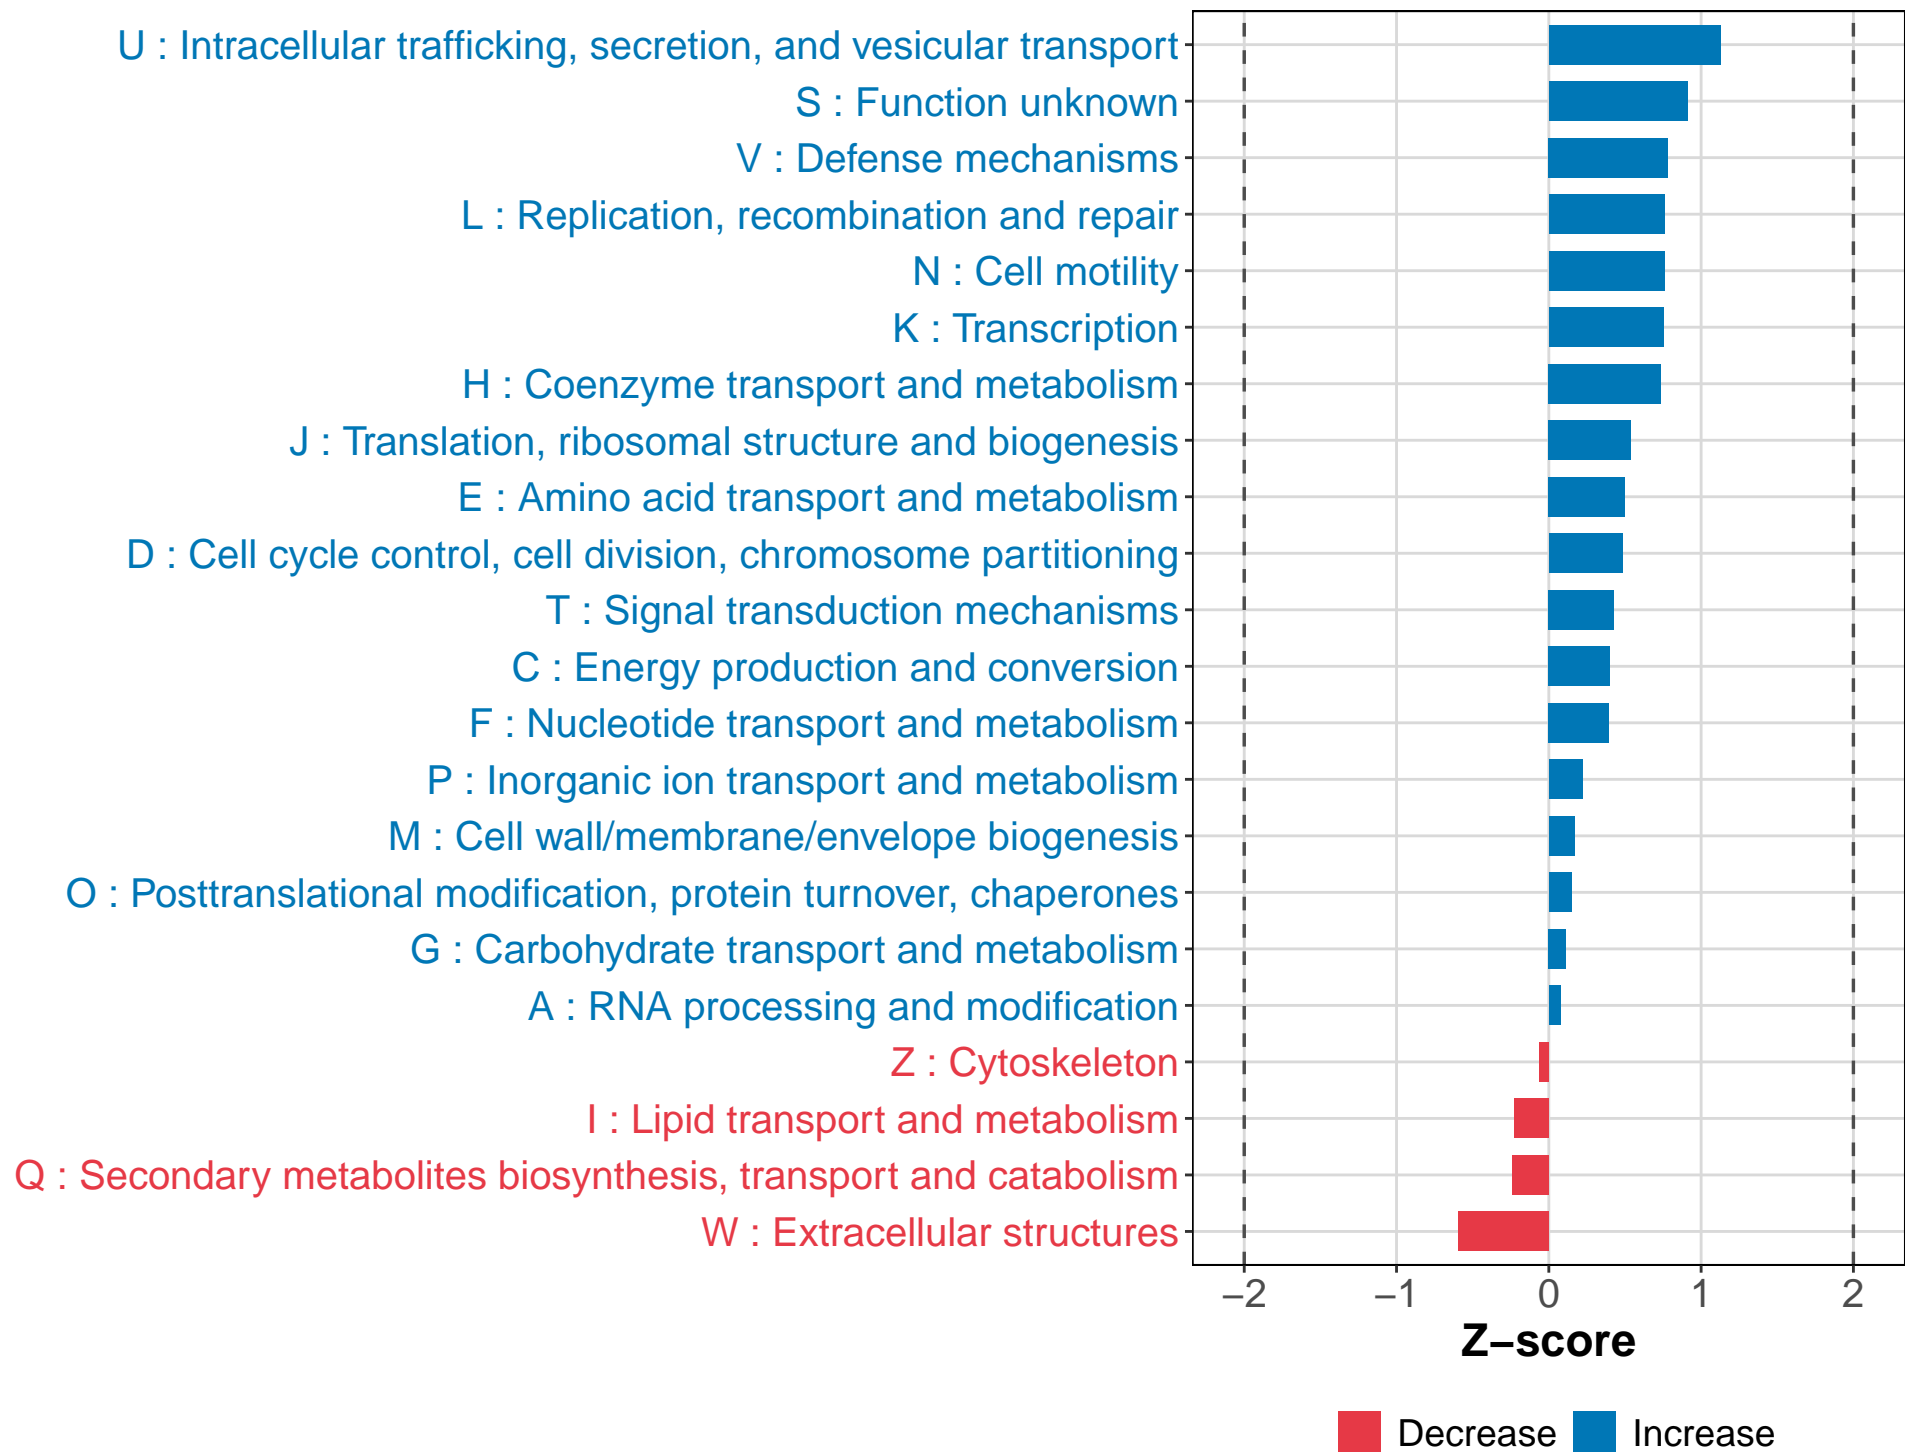 U : Intracellular trafficking, secretion, and vesicular transport
S : Function unknown
V : Defense mechanisms
L : Replication, recombination and repair
N : Cell motility
K : Transcription
H : Coenzyme transport and metabolism
J : Translation, ribosomal structure and biogenesis
E : Amino acid transport and metabolism
D : Cell cycle control, cell division, chromosome partitioning
T : Signal transduction mechanisms
C : Energy production and conversion
F : Nucleotide transport and metabolism
P : Inorganic ion transport and metabolism
M : Cell wall/membrane/envelope biogenesis
O : Posttranslational modification, protein turnover, chaperones
G : Carbohydrate transport and metabolism
A : RNA processing and modification
Z : Cytoskeleton
I : Lipid transport and metabolism
Q : Secondary metabolites biosynthesis, transport and catabolism
W : Extracellular structures
−2 −1 0 1 2
Z−score
Decrease Increase